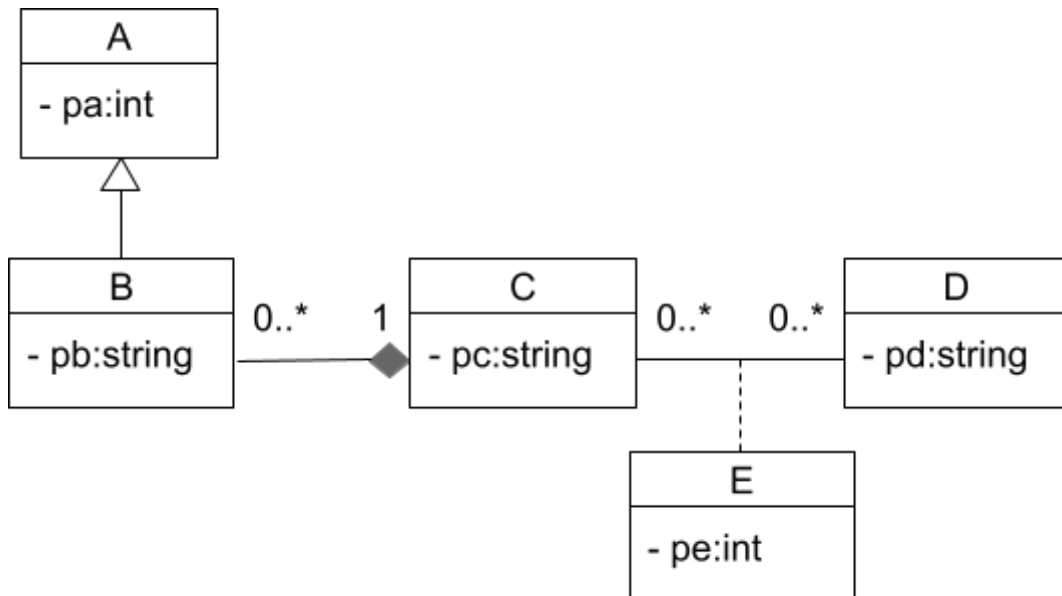 A
- pa:int
B
- pb:string
0..*
1
C
- pc:string
0..*
0..*
D
- pd:string
E
- pe:int